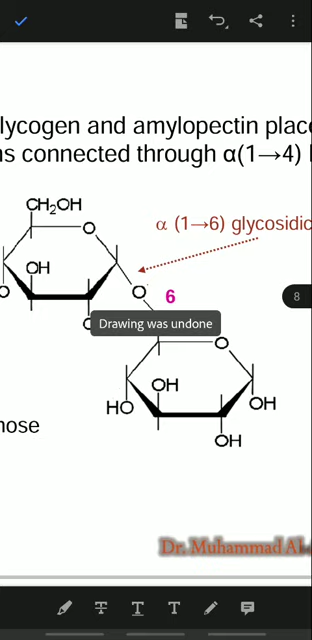 lycogen and amylopectin place
s connected through α(1→4)
CH₂OH
O
α (1→6) glycosidic
OH
O
O
6
8
Drawing was undone
O
OH
HO
OH
OH
nose
Dr. Muhammad Al
T
T
T